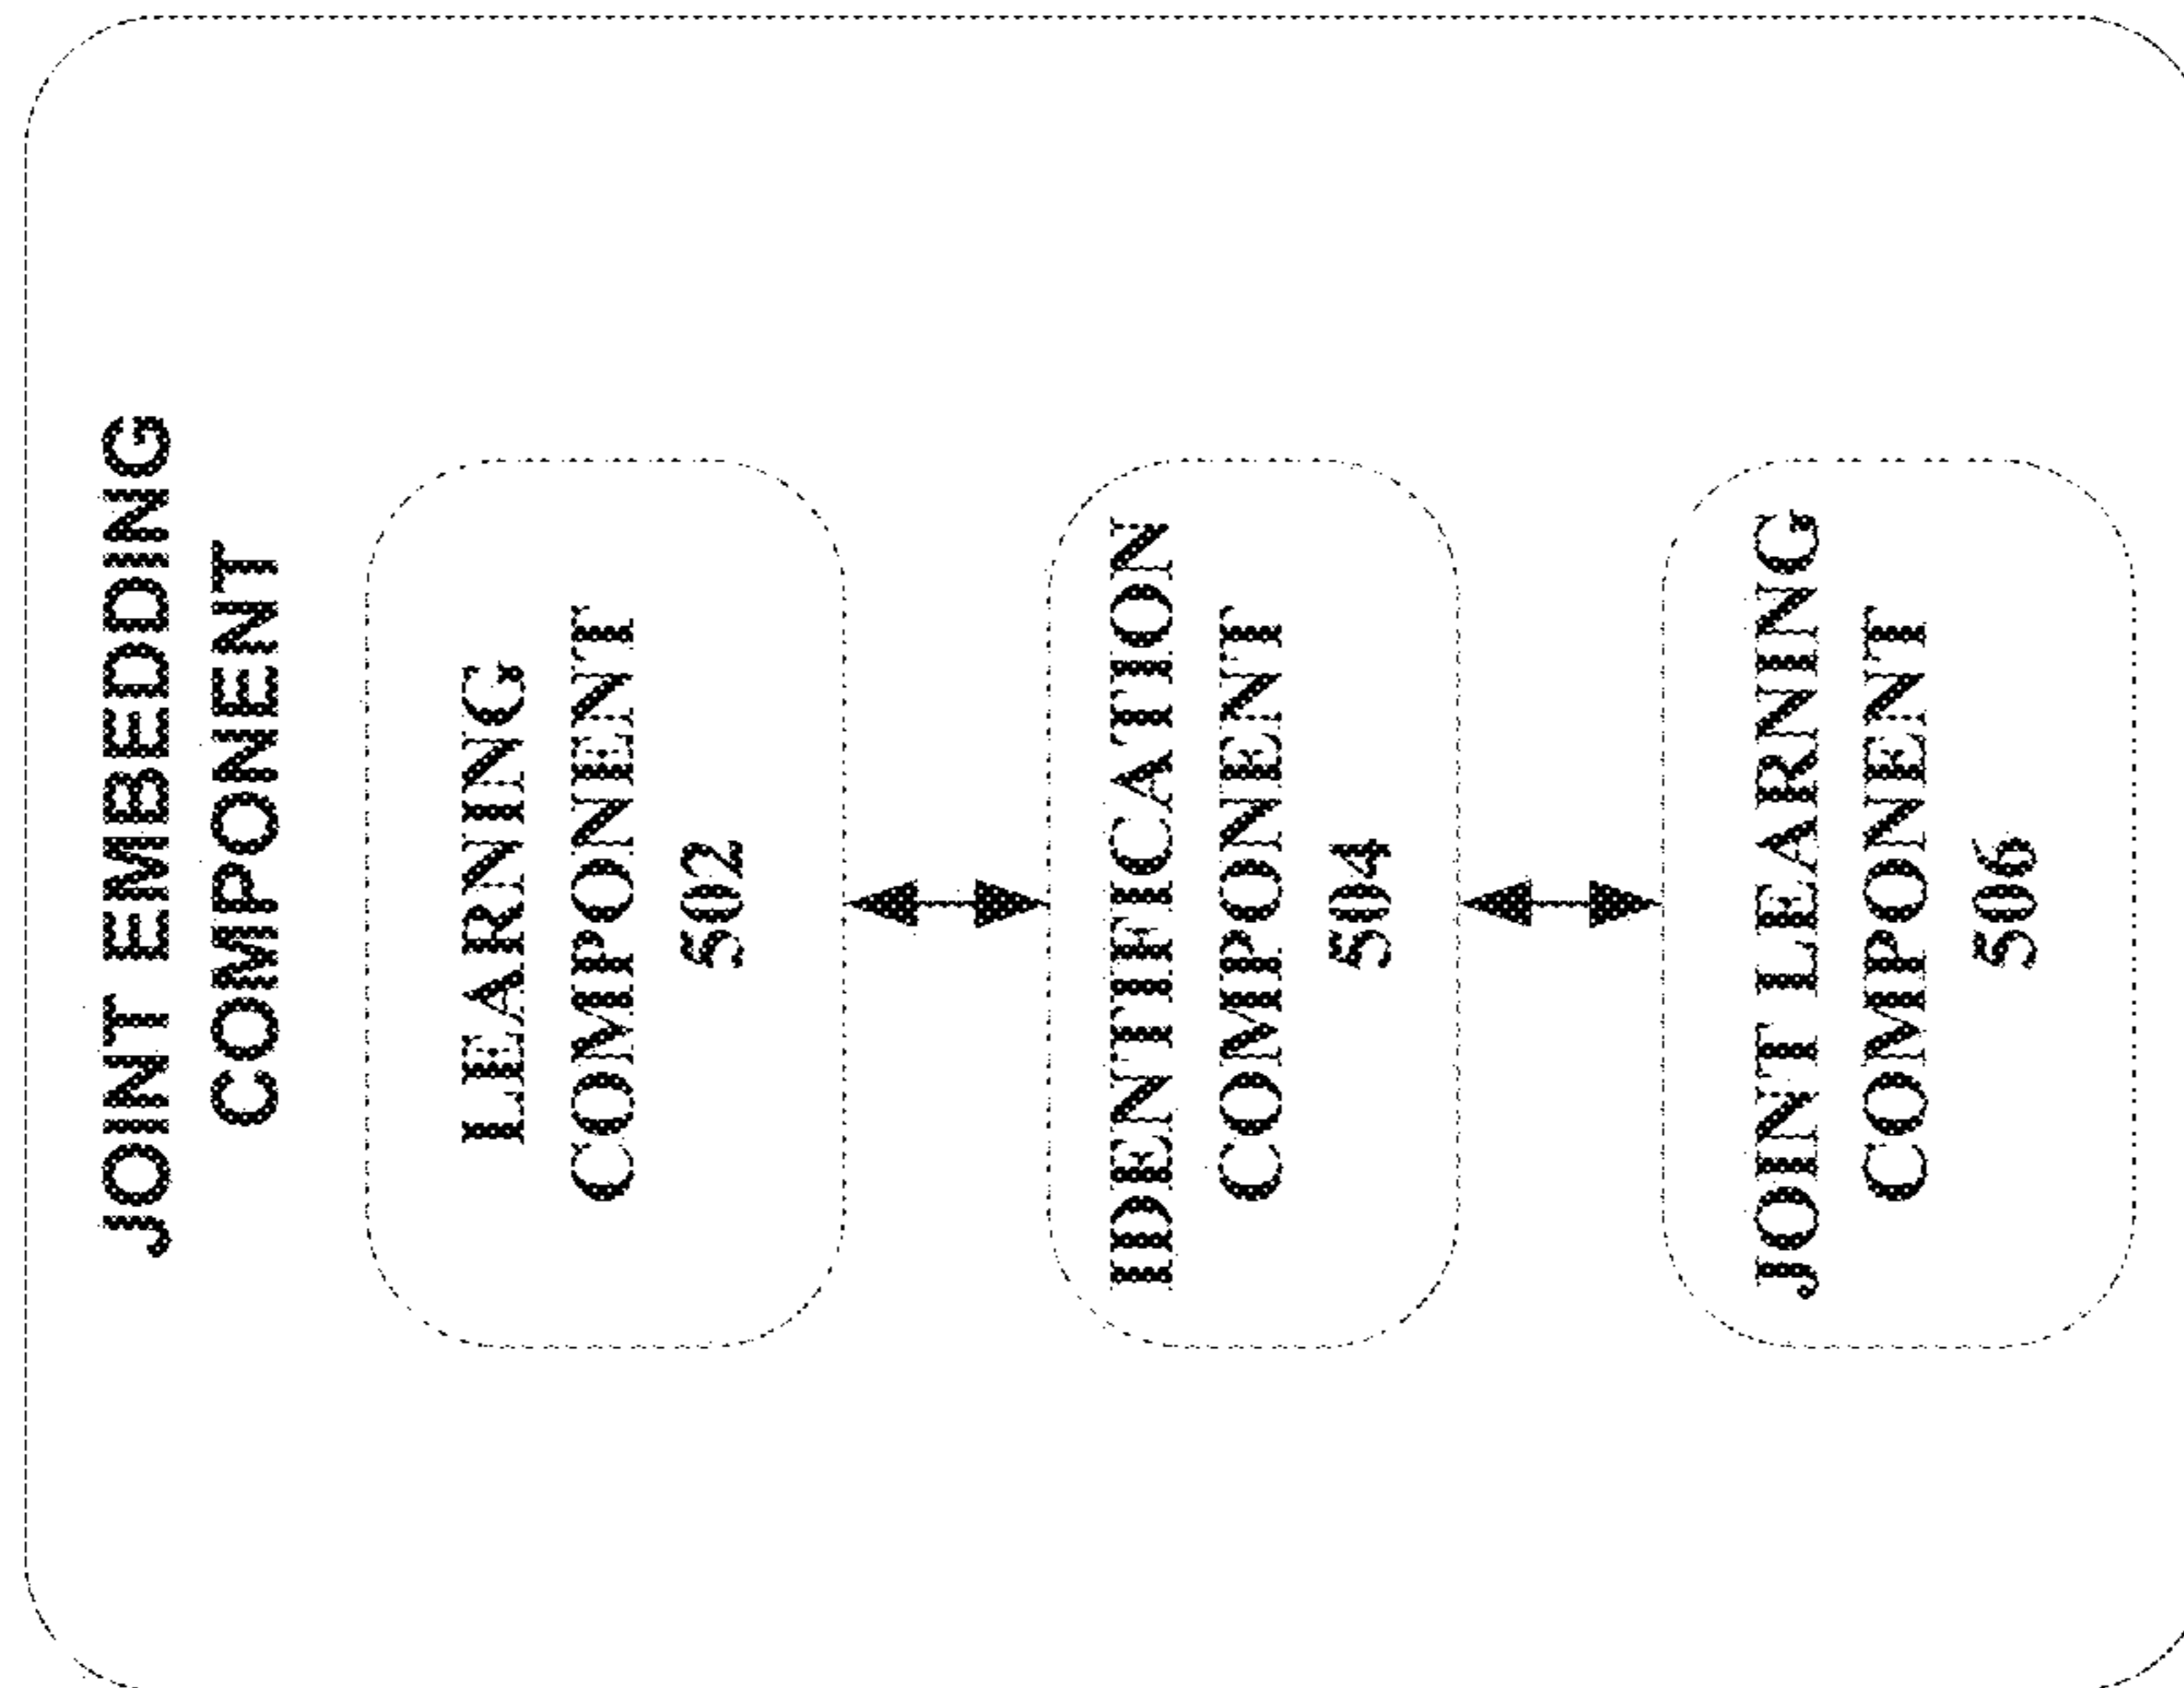 JOINT EMBEDDING
COMPONENT
LEARNING
COMPONENT
502
IDENTIFICATION
COMPONENT
504
JOINT LEARNING
COMPONENT
506